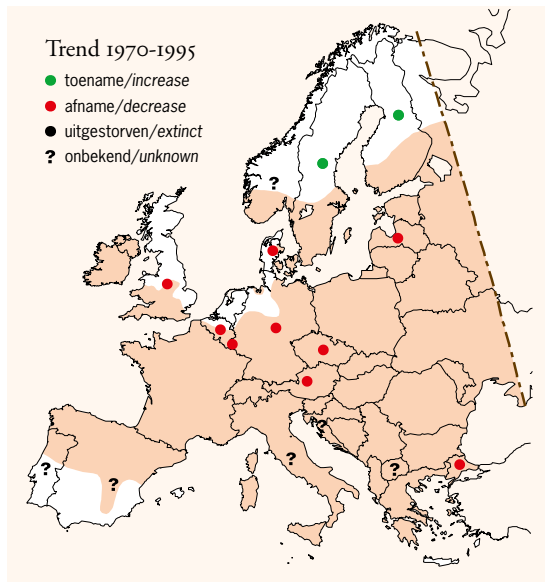 Trend 1970-1995
toename/increase
afname/decrease
uitgestorven/extinct
? onbekend/unknown
?
?
?
?
?
?